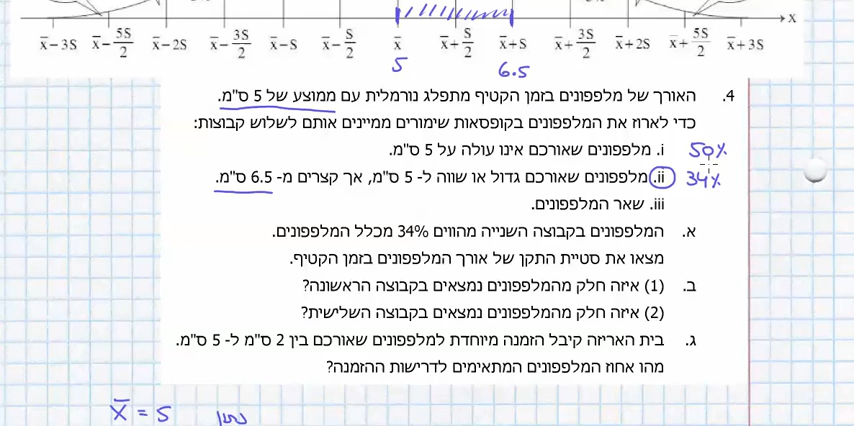 x
x̄−3S x̄−5S/2 x̄−2S x̄−3S/2 x̄−S x̄−S/2 x̄ x̄+S/2 x̄+S x̄+3S/2 x̄+2S x̄+5S/2 x̄+3S
5 6.5
4. האורך של מלפפונים בזמן הקטיף מתפלג נורמלית עם ממוצע של 5 ס"מ.
כדי לארוז את המלפפונים בקופסאות שימורים ממיינים אותם לשלוש קבוצות:
i. מלפפונים שאורכם אינו עולה על 5 ס"מ. 50%
ii. מלפפונים שאורכם גדול או שווה ל- 5 ס"מ, אך קצרים מ- 6.5 ס"מ. 34%
iii. שאר המלפפונים.
א. המלפפונים בקבוצה השנייה מהווים 34% מכלל המלפפונים.
מצאו את סטיית התקן של אורך המלפפונים בזמן הקטיף.
ב. (1) איזה חלק מהמלפפונים נמצאים בקבוצה הראשונה?
(2) איזה חלק מהמלפפונים נמצאים בקבוצה השלישית?
ג. בית האריזה קיבל הזמנה מיוחדת למלפפונים שאורכם בין 2 ס"מ ל- 5 ס"מ.
מהו אחוז המלפפונים המתאימים לדרישות ההזמנה?
x̄ = 5